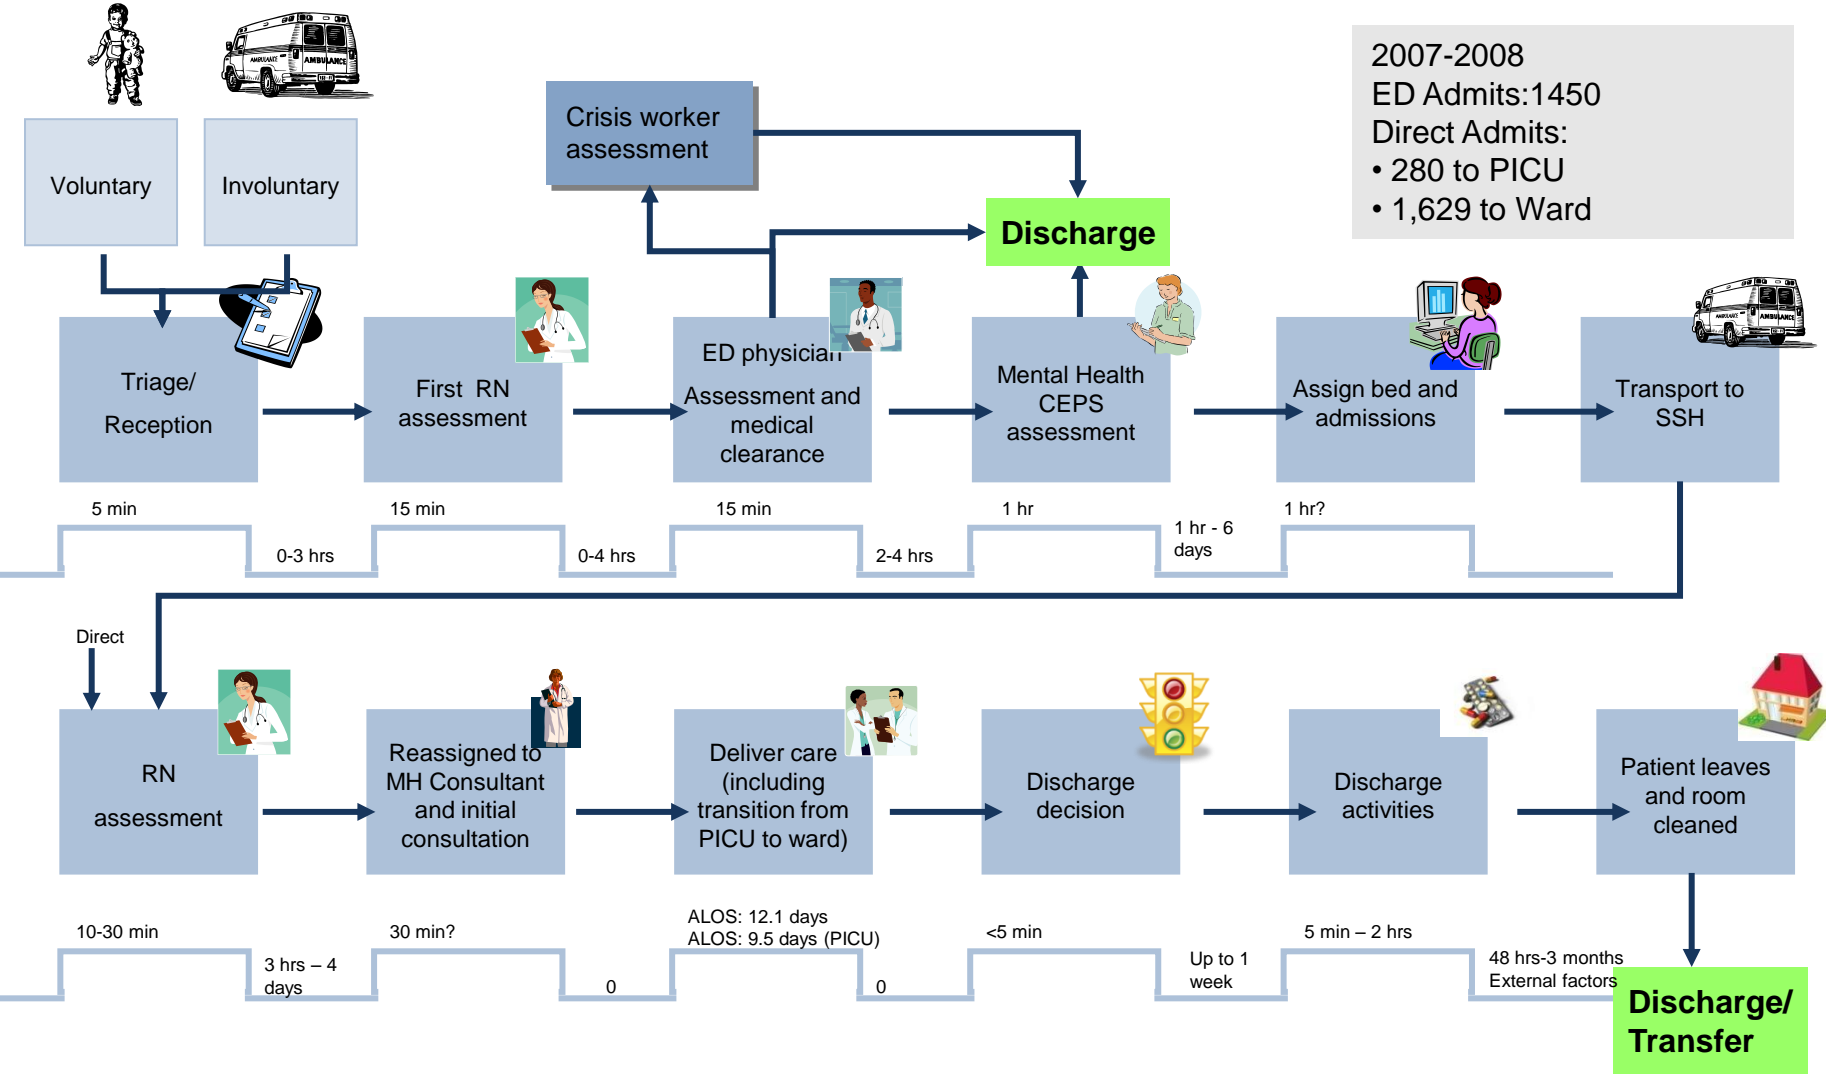 2007-2008
ED Admits:1450
Direct Admits:
• 280 to PICU
• 1,629 to Ward
AMBULANCE
AMBULANCE
Voluntary
Involuntary
Crisis worker
assessment
Discharge
Triage/
Reception
First RN
assessment
ED physician
Assessment and
medical
clearance
Mental Health
CEPS
assessment
Assign bed and
admissions
AMBULANCE
AMBULANCE
Transport to
SSH
5 min
0-3 hrs
15 min
0-4 hrs
15 min
2-4 hrs
1 hr
1 hr - 6
days
1 hr?
Direct
RN
assessment
Reassigned to
MH Consultant
and initial
consultation
Deliver care
(including
transition from
PICU to ward)
Discharge
decision
Discharge
activities
Patient leaves
and room
cleaned
10-30 min
3 hrs – 4
days
30 min?
0
ALOS: 12.1 days
ALOS: 9.5 days (PICU)
0
<5 min
Up to 1
week
5 min – 2 hrs
48 hrs-3 months
External factors
Discharge/
Transfer